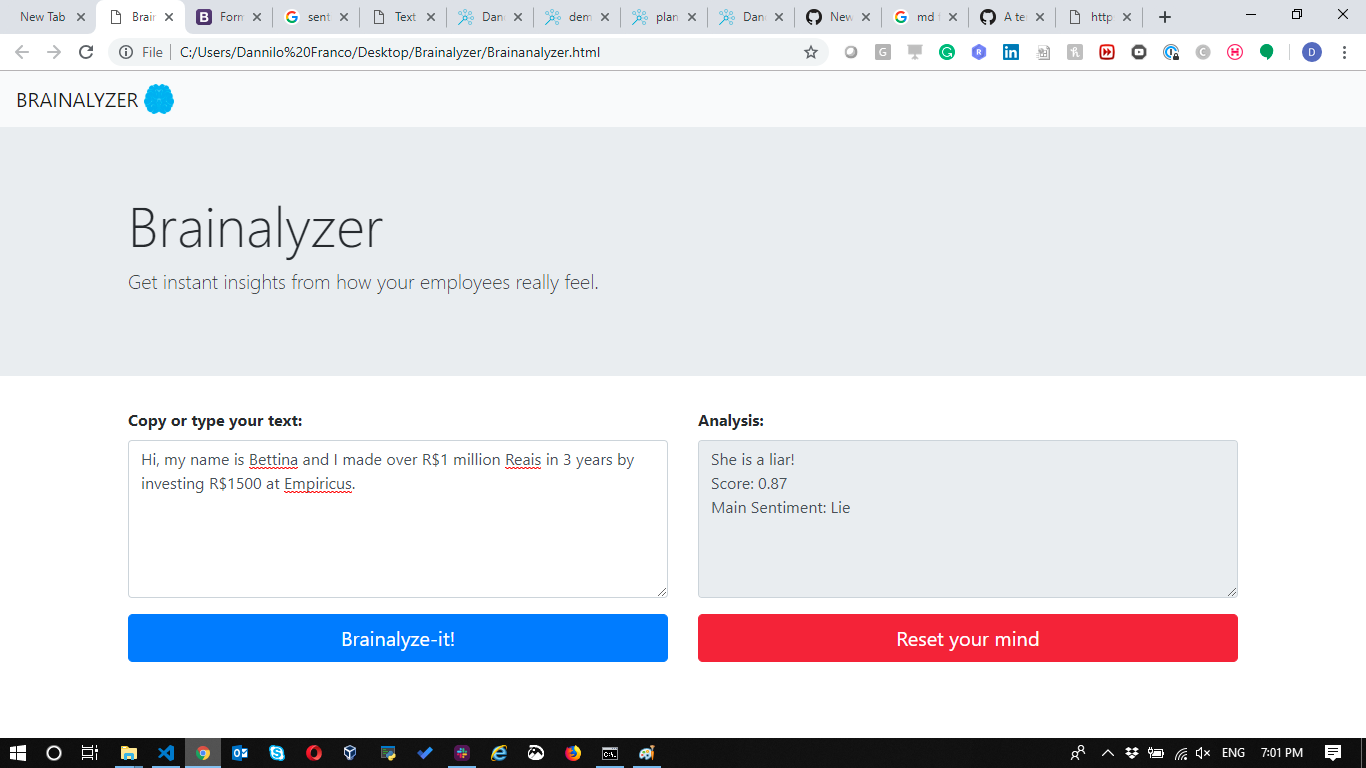 New Tab
Brair
Form
sent
Text
Dan
dem
plan
Dan
New
md f
A te
http
File
C:/Users/Dannilo%20Franco/Desktop/Brainalyzer/Brainanalyzer.html
D
BRAINALYZER
Brainalyzer
Get instant insights from how your employees really feel.
Copy or type your text:
Analysis:
Hi, my name is Bettina and I made over R$1 million Reais in 3 years by
investing R$1500 at Empiricus.
She is a liar!
Score: 0.87
Main Sentiment: Lie
Brainalyze-it!
Reset your mind
ENG
7:01 PM